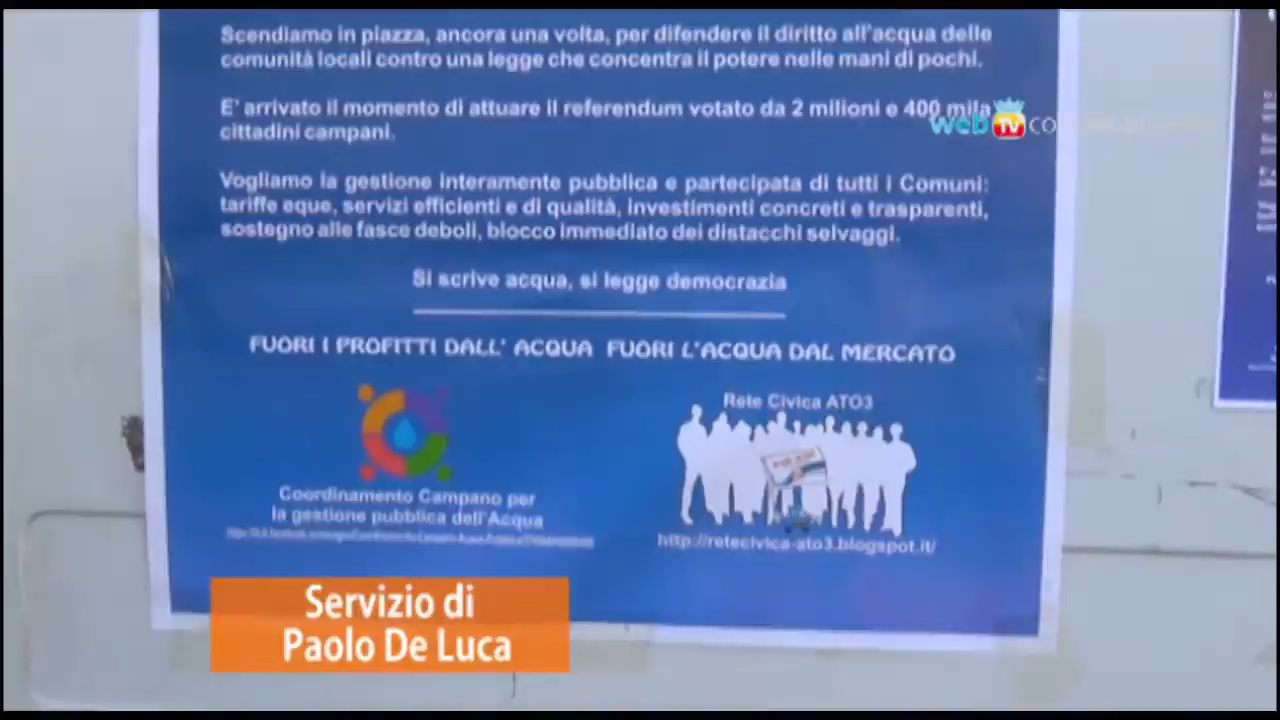 Scendiamo in piazza, ancora una volta, per difendere il diritto all'acqua delle
comunità locali contro una legge che concentra il potere nelle mani di pochi.
E' arrivato il momento di attuare il referendum votato da 2 milioni e 400 mila
cittadini campani.
web TV
Vogliamo la gestione interamente pubblica e partecipata di tutti i Comuni:
tariffe eque, servizi efficienti e di qualità, investimenti concreti e trasparenti,
sostegno alle fasce deboli, blocco immediato dei distacchi selvaggi.
Si scrive acqua, si legge democrazia
FUORI I PROFITTI DALL' ACQUA FUORI L'ACQUA DAL MERCATO
Rete Civica ATO3
Coordinamento Campano per
la gestione pubblica dell'Acqua
http://retecivica-ato3.blogspot.it/
Servizio di
Paolo De Luca